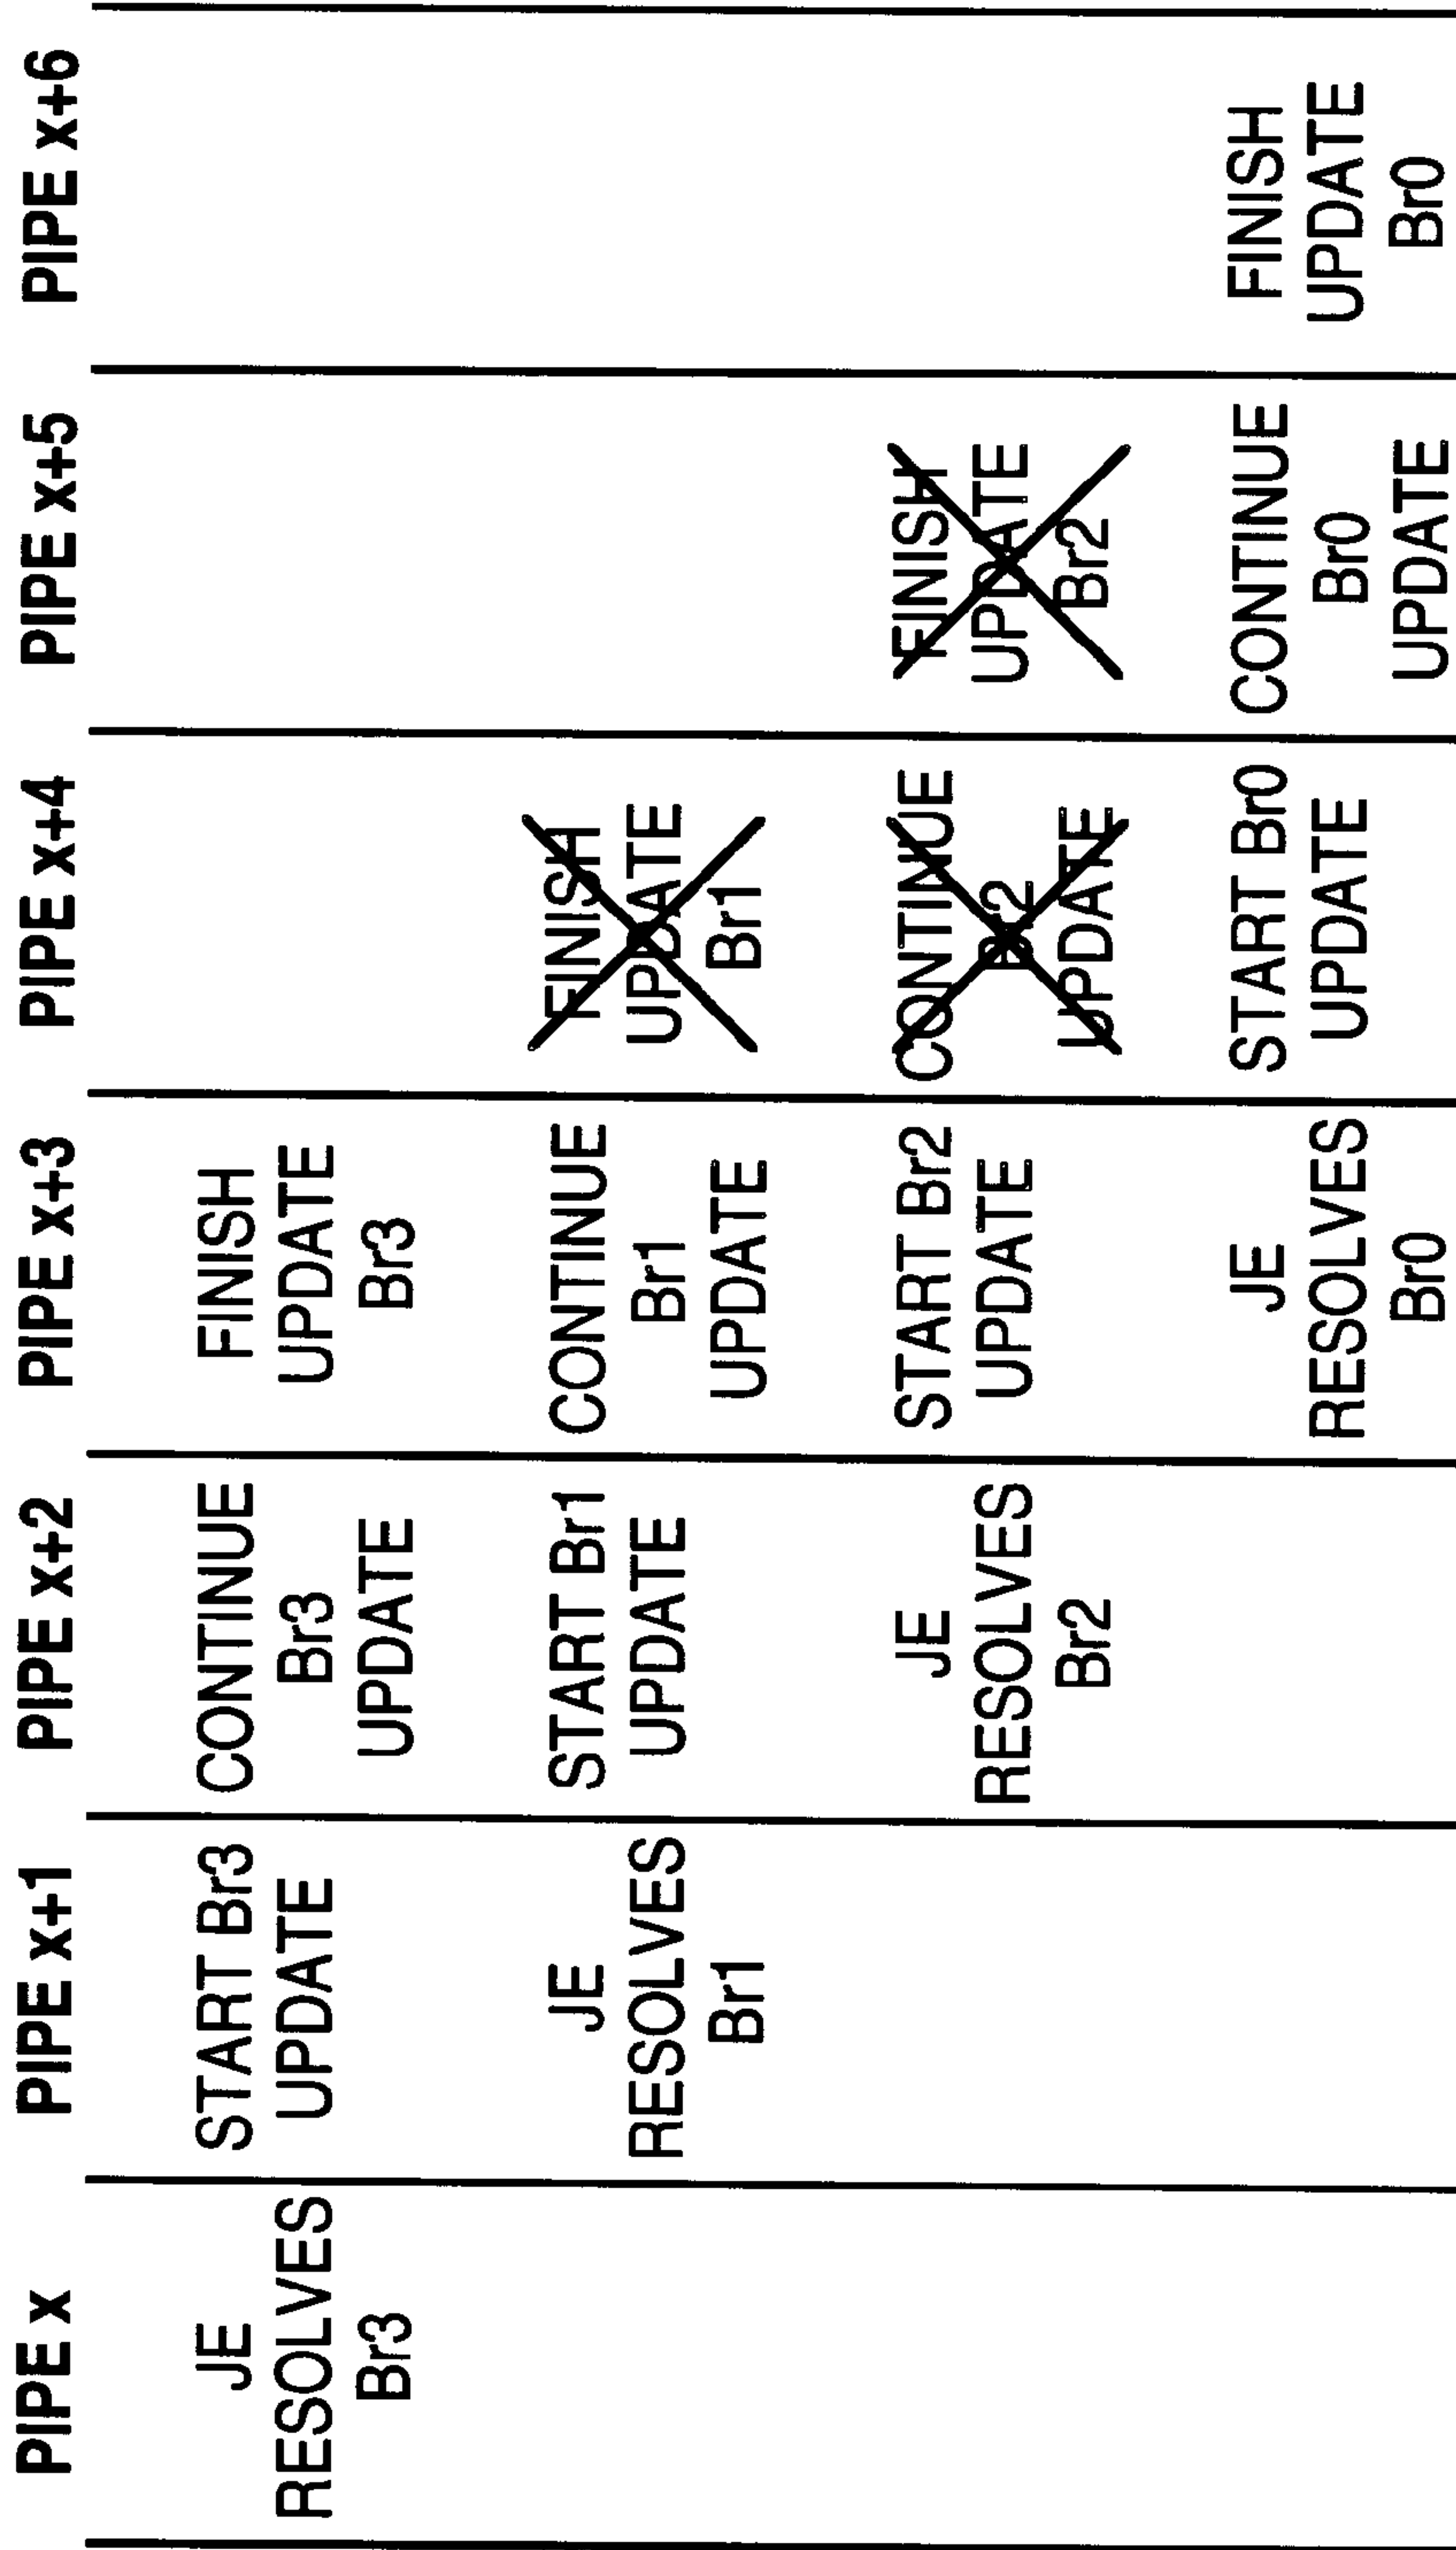 PIPE x
PIPE x+1
PIPE x+2
PIPE x+3
PIPE x+4
PIPE x+5
PIPE x+6
JE
RESOLVES
Br3
START Br3
UPDATE
CONTINUE
Br3
UPDATE
FINISH
UPDATE
Br3
JE
RESOLVES
Br1
START Br1
UPDATE
CONTINUE
Br1
UPDATE
FINISH
UPDATE
Br1
JE
RESOLVES
Br2
START Br2
UPDATE
CONTINUE
Br2
UPDATE
FINISH
UPDATE
Br2
JE
RESOLVES
Br0
START Br0
UPDATE
CONTINUE
Br0
UPDATE
FINISH
UPDATE
Br0